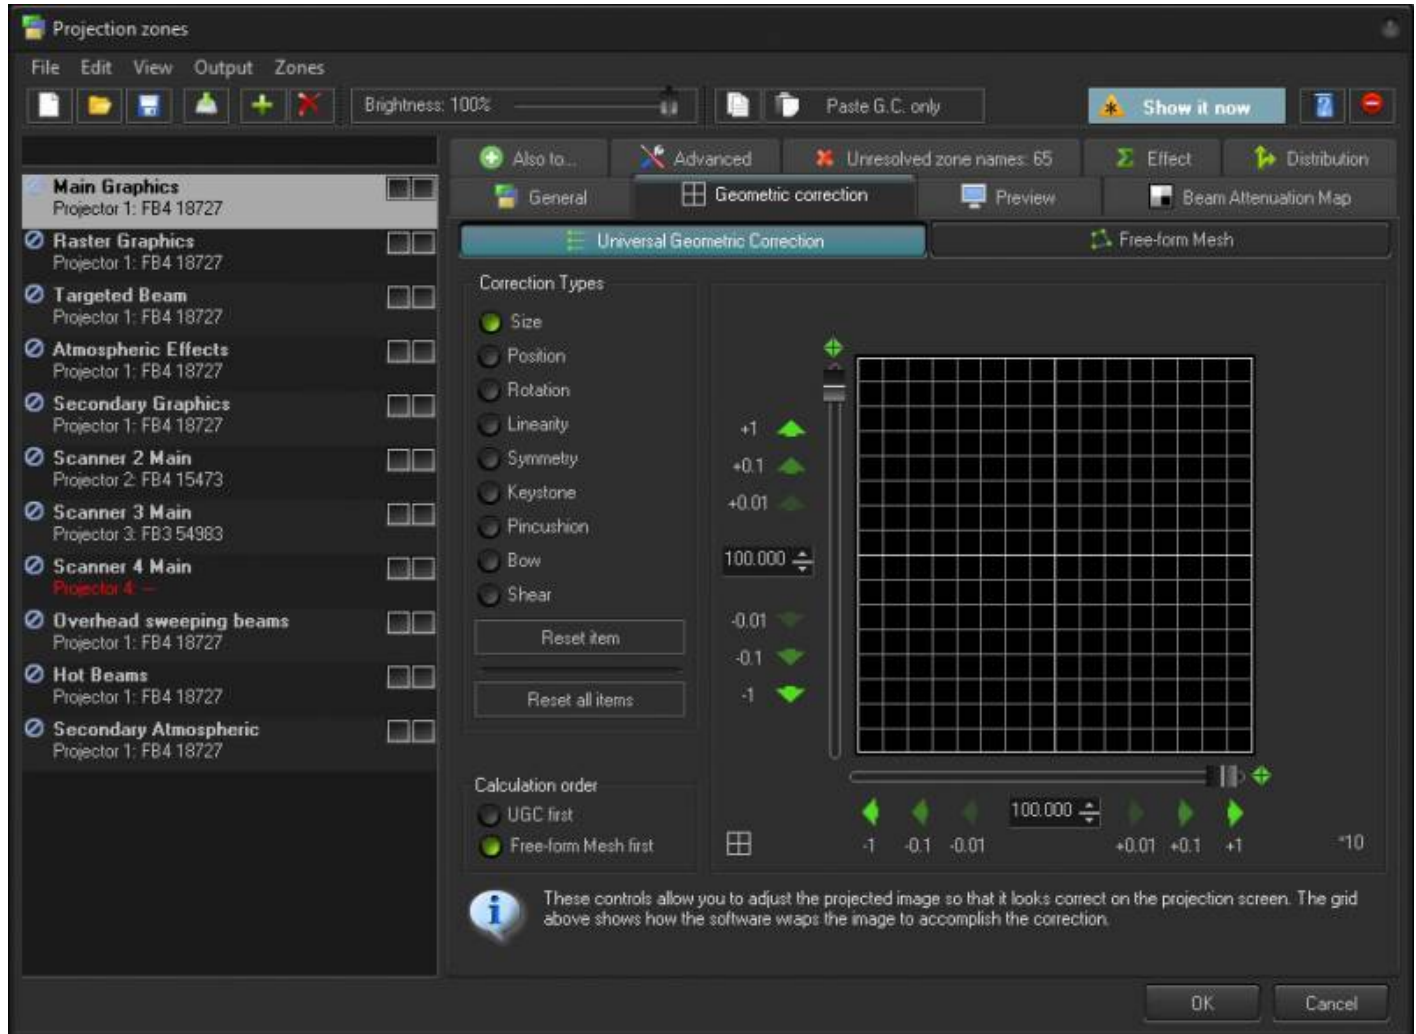 Projection zones
File Edit View Output Zones
Brightness: 100%
Paste G.C. only
Show it now
Also to...
Advanced
Unresolved zone names: 65
Effect
Distribution
General
Geometric correction
Preview
Beam Attenuation Map
Universal Geometric Correction
Free-form Mesh
Main Graphics
Projector 1: FB4 18727
Raster Graphics
Projector 1: FB4 18727
Targeted Beam
Projector 1: FB4 18727
Atmospheric Effects
Projector 1: FB4 18727
Secondary Graphics
Projector 1: FB4 18727
Scanner 2 Main
Projector 2: FB4 15473
Scanner 3 Main
Projector 3: FB3 54983
Scanner 4 Main
Projector 4: ---
Overhead sweeping beams
Projector 1: FB4 18727
Hot Beams
Projector 1: FB4 18727
Secondary Atmospheric
Projector 1: FB4 18727
Correction Types
Size
Position
Rotation
Linearity
Symmetry
Keystone
Pincushion
Bow
Shear
Reset item
Reset all items
Calculation order
UGC first
Free-form Mesh first
+1
+0.1
+0.01
100.000
-0.01
-0.1
-1
100.000
-1 -0.1 -0.01 +0.01 +0.1 +1 *10
These controls allow you to adjust the projected image so that it looks correct on the projection screen. The grid
above shows how the software wraps the image to accomplish the correction.
OK
Cancel